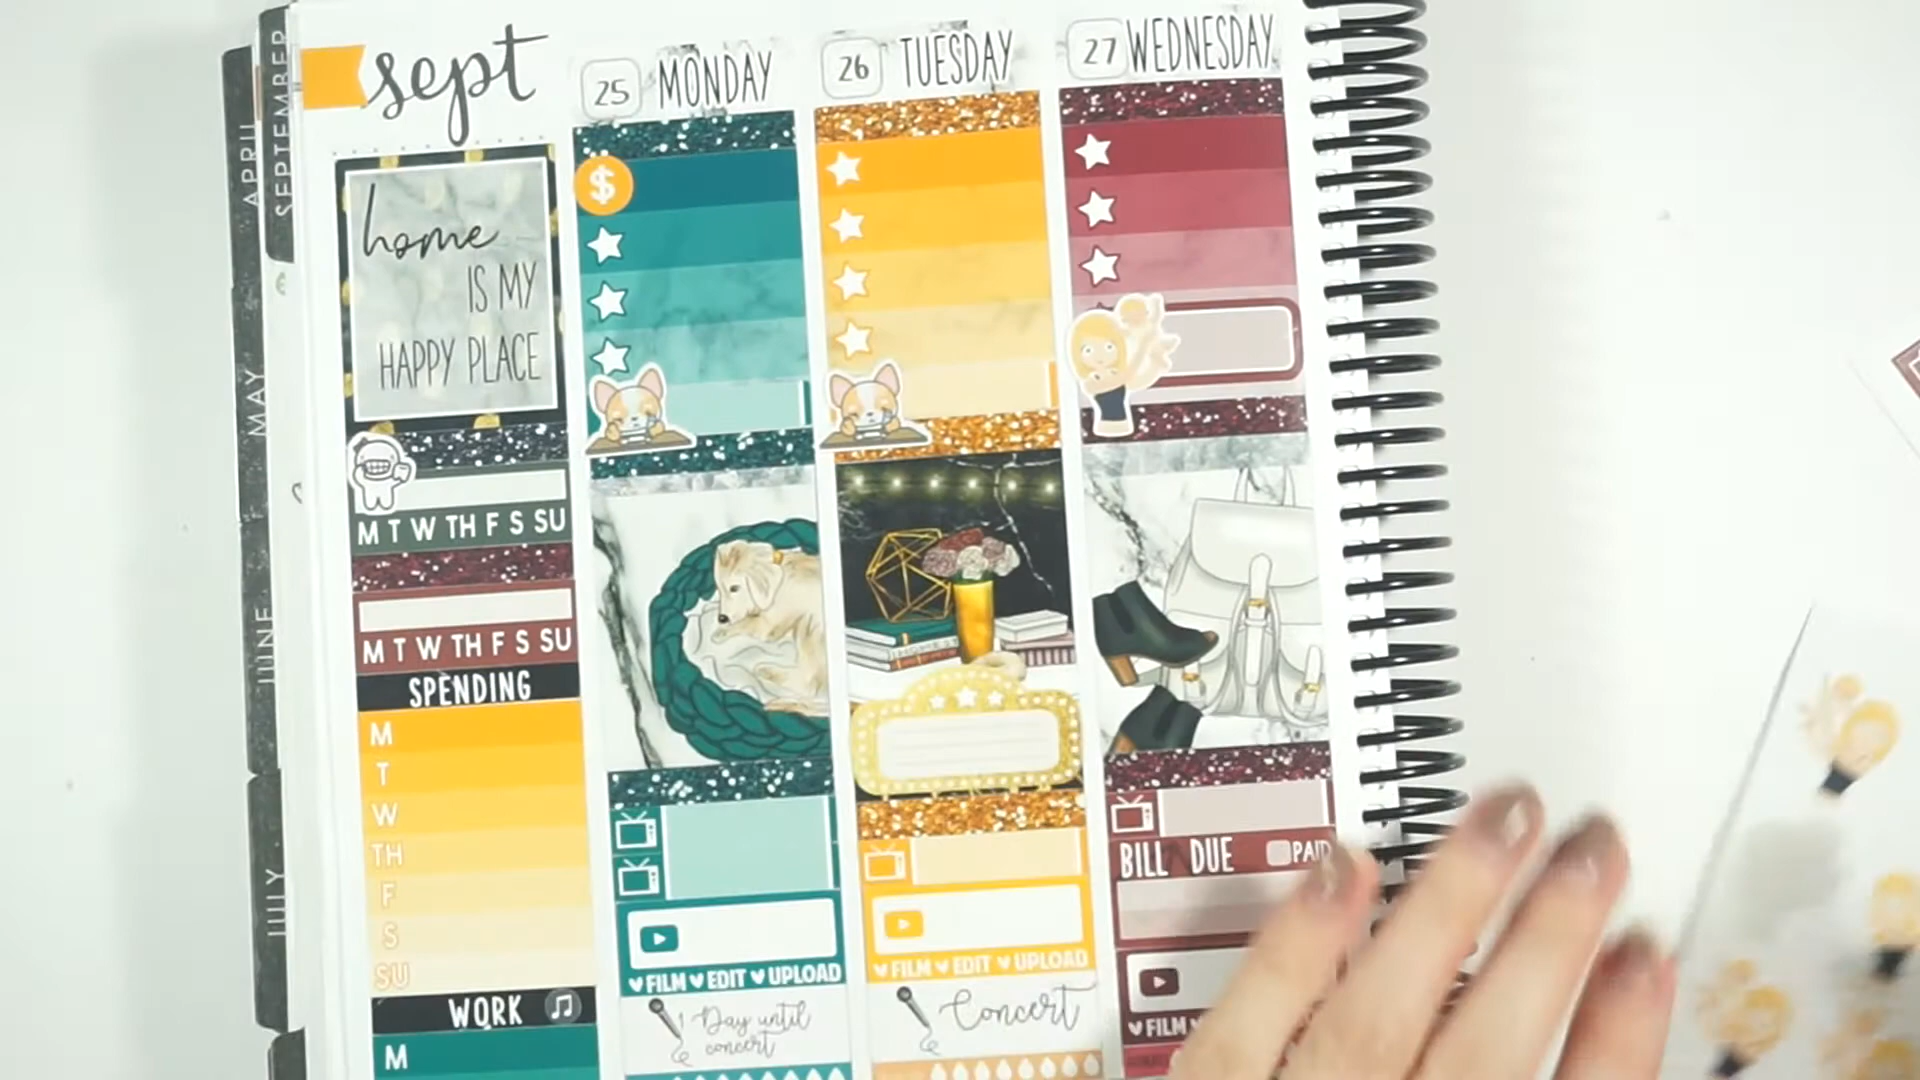 APRIL
SEPTEMBER
MAY
JUNE
JULY
sept
home
IS MY
HAPPY PLACE
M T W TH F S SU
M T W TH F S SU
SPENDING
M
T
W
TH
F
S
SU
WORK
M
25 MONDAY
$
FILM EDIT UPLOAD
1 Day until
concert
26 TUESDAY
FILM EDIT UPLOAD
Concert
27 WEDNESDAY
BILL DUE PAID
FILM